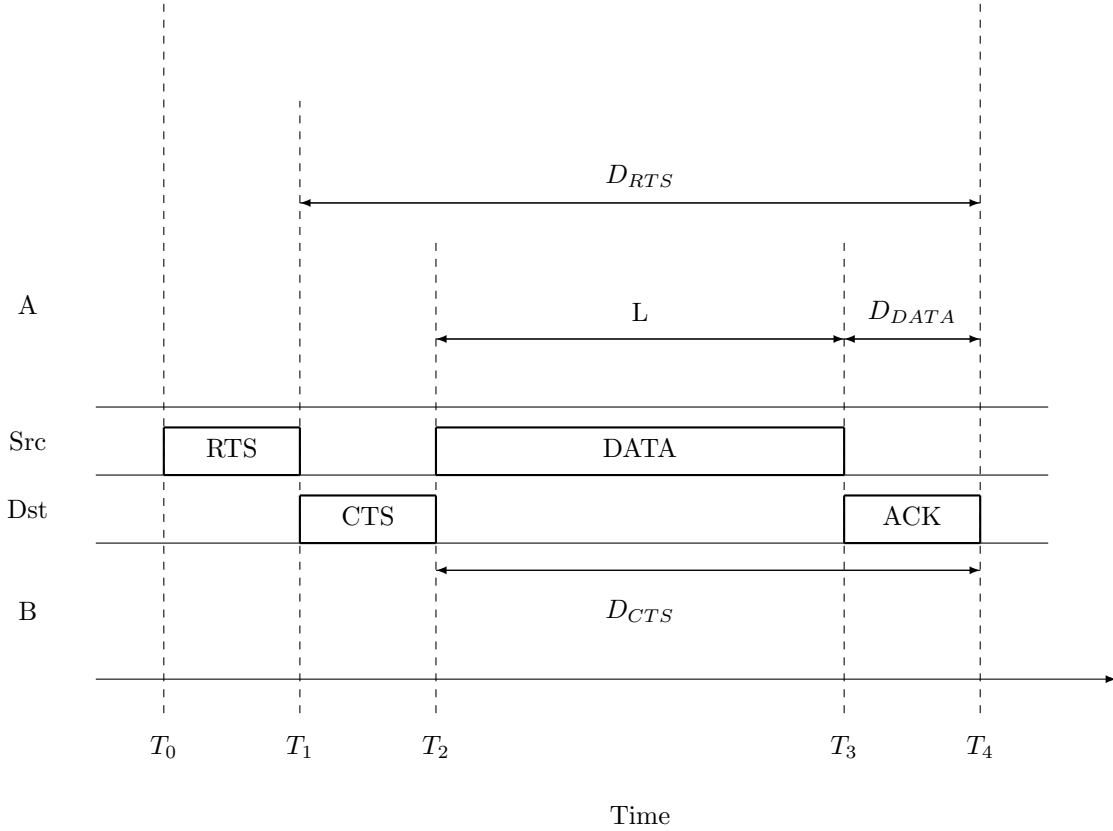 D_{RTS}
A
L
D_{DATA}
Src
RTS
DATA
Dst
CTS
ACK
B
D_{CTS}
T_0 T_1 T_2 T_3 T_4
Time